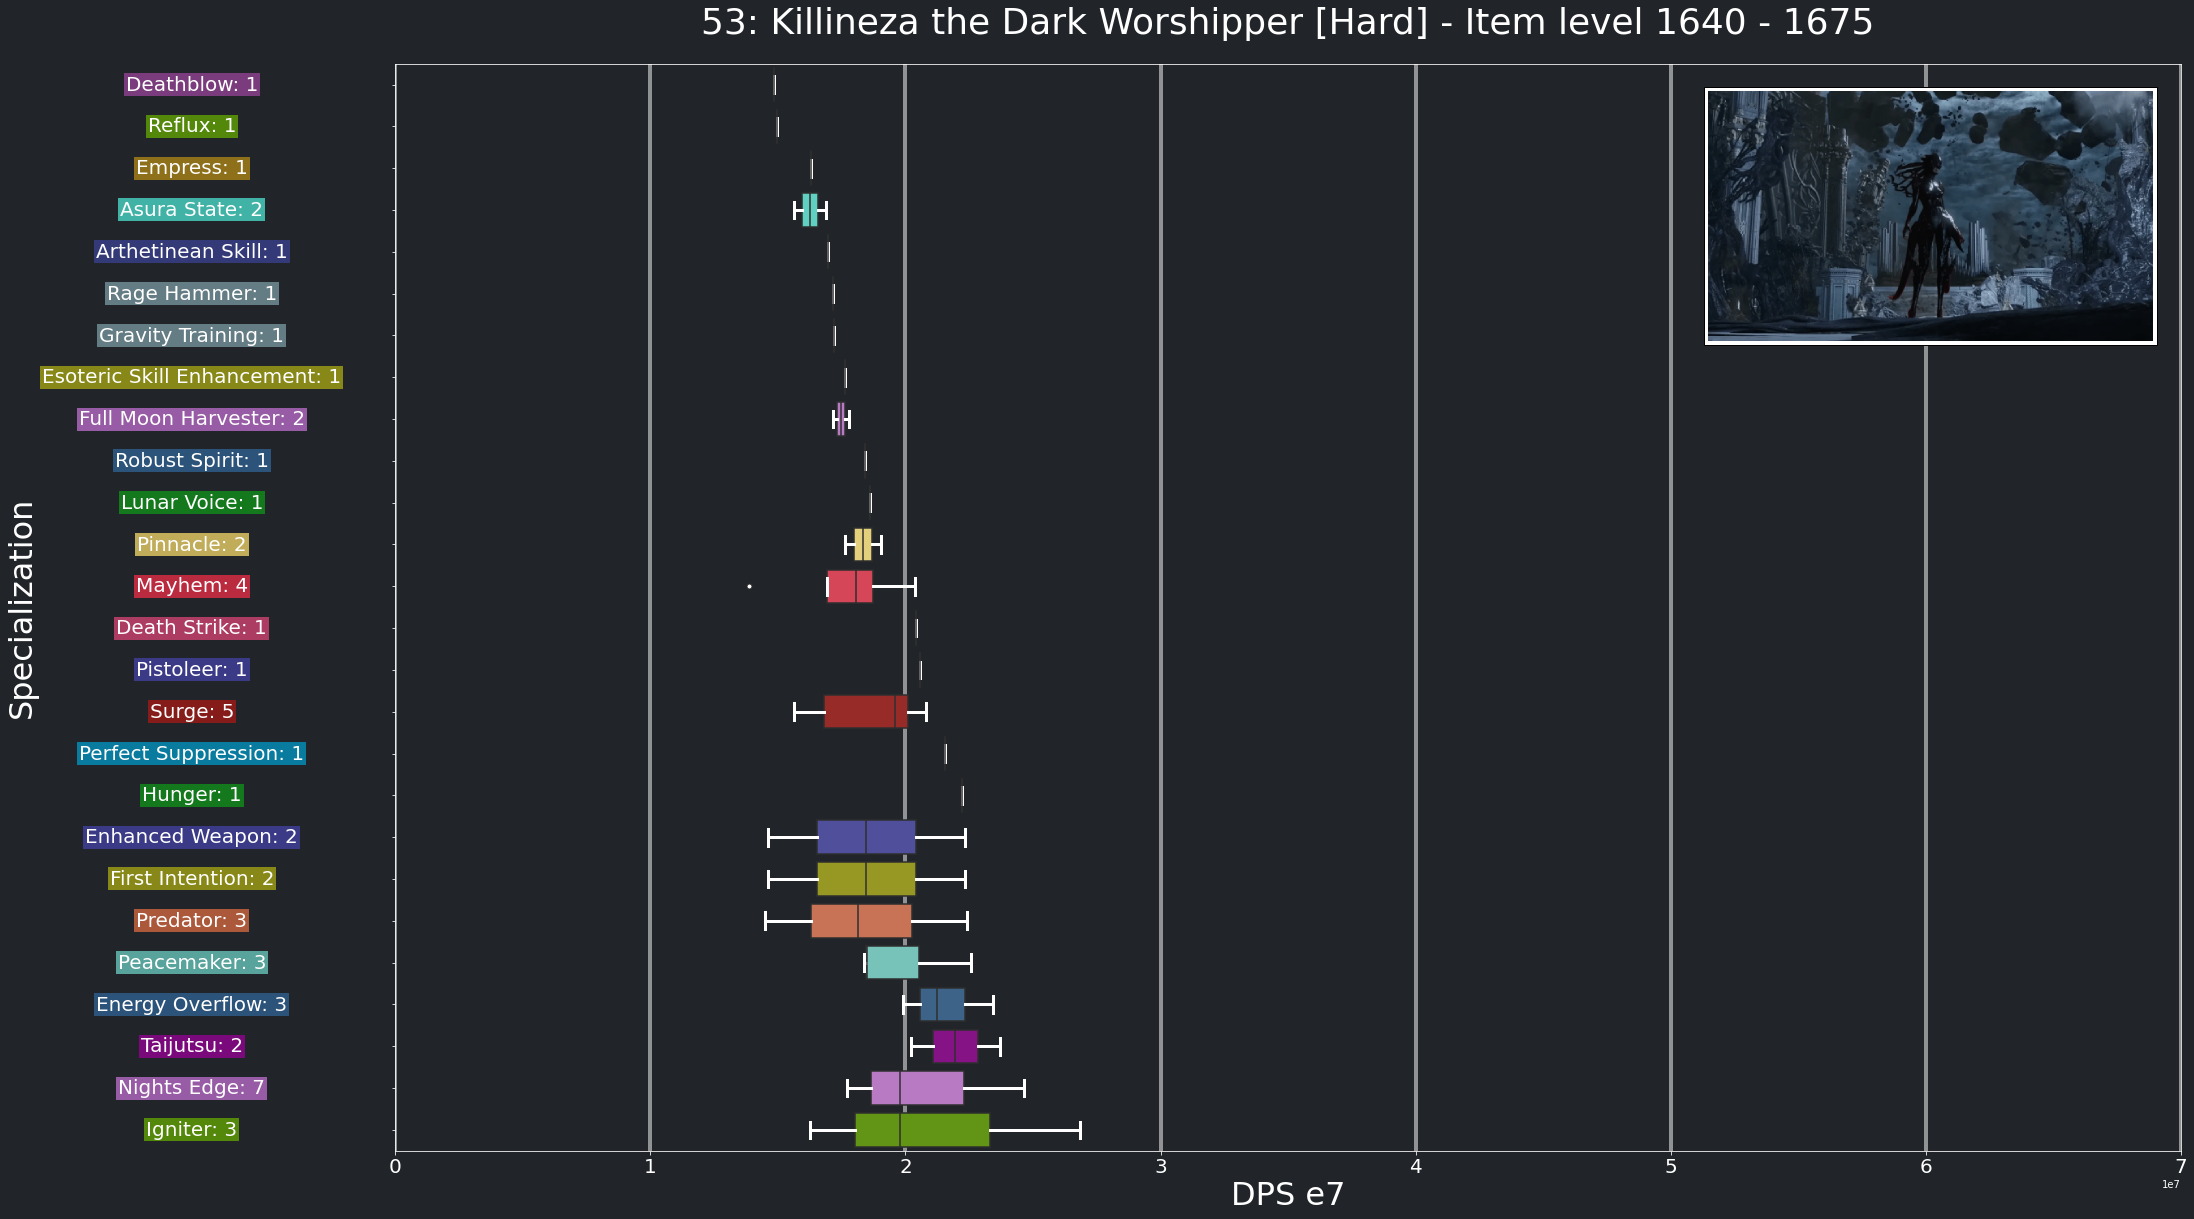 53: Killineza the Dark Worshipper [Hard] - Item level 1640 - 1675
Specialization
Deathblow: 1
Reflux: 1
Empress: 1
Asura State: 2
Arthetinean Skill: 1
Rage Hammer: 1
Gravity Training: 1
Esoteric Skill Enhancement: 1
Full Moon Harvester: 2
Robust Spirit: 1
Lunar Voice: 1
Pinnacle: 2
Mayhem: 4
Death Strike: 1
Pistoleer: 1
Surge: 5
Perfect Suppression: 1
Hunger: 1
Enhanced Weapon: 2
First Intention: 2
Predator: 3
Peacemaker: 3
Energy Overflow: 3
Taijutsu: 2
Nights Edge: 7
Igniter: 3
0 1 2 3 4 5 6 7
1e7
DPS e7